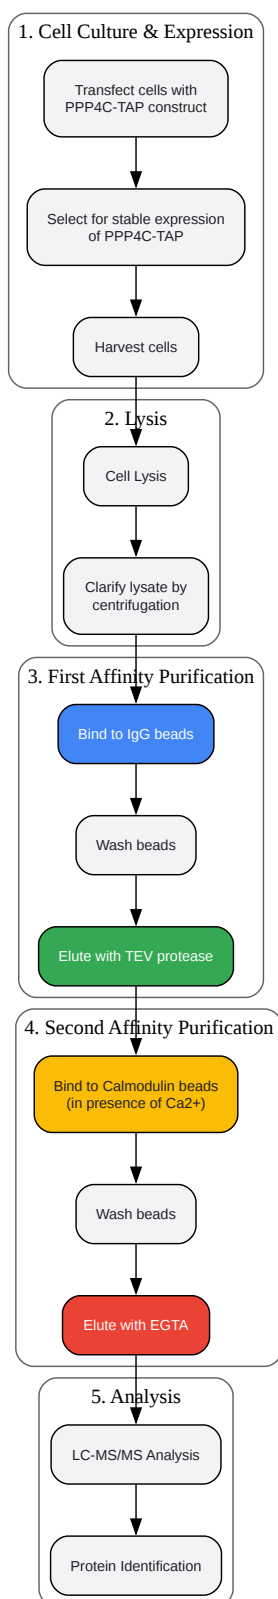 1. Cell Culture & Expression
Transfect cells with
PPP4C-TAP construct
Select for stable expression
of PPP4C-TAP
Harvest cells
2. Lysis
Cell Lysis
Clarify lysate by
centrifugation
3. First Affinity Purification
Bind to IgG beads
Wash beads
Elute with TEV protease
4. Second Affinity Purification
Bind to Calmodulin beads
(in presence of Ca2+)
Wash beads
Elute with EGTA
5. Analysis
LC-MS/MS Analysis
Protein Identification